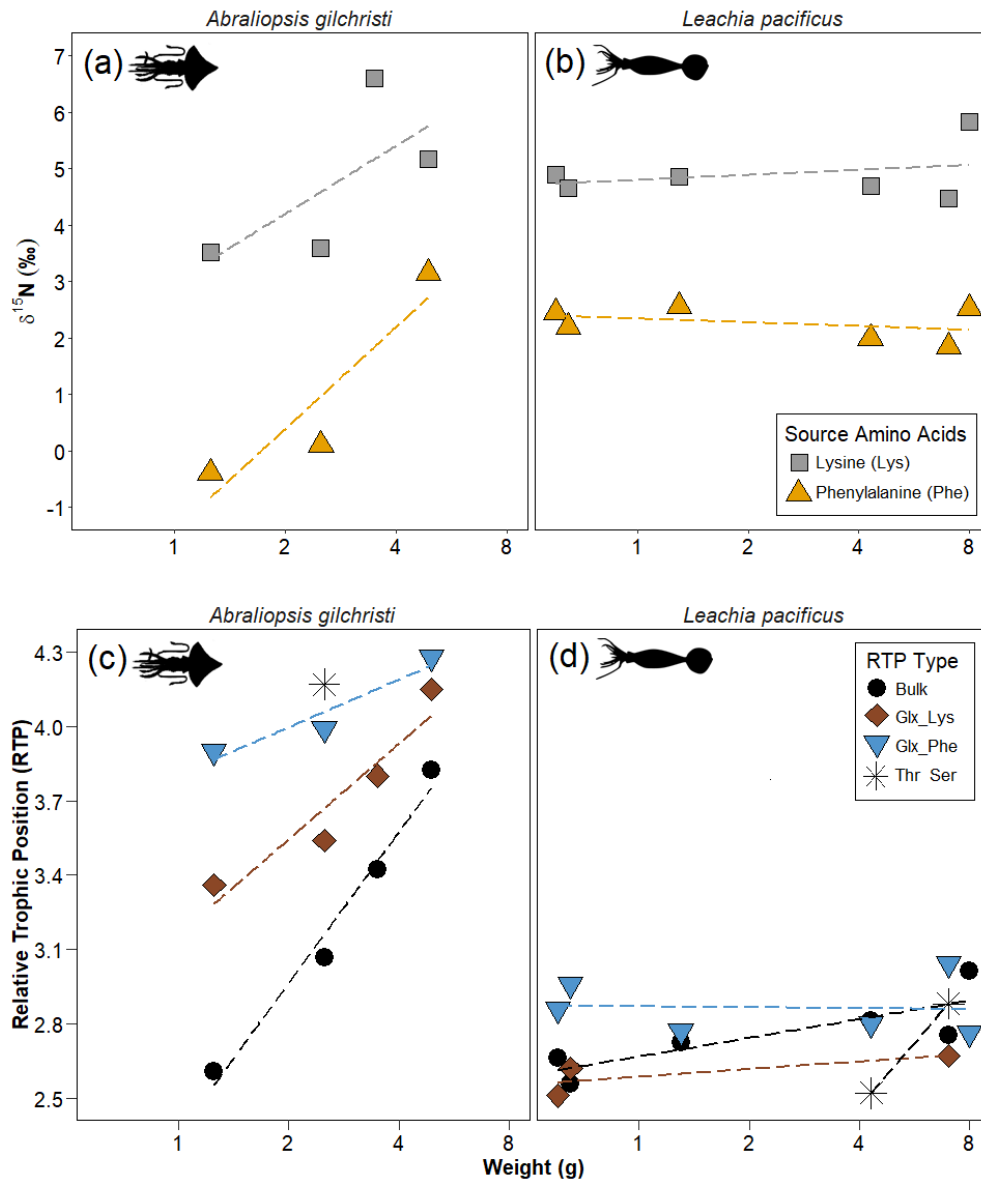 Abraliopsis gilchristi
Leachia pacificus
(a)
(b)
7
6
5
4
3
2
1
0
-1
δ¹⁵N (‰)
Source Amino Acids
Lysine (Lys)
Phenylalanine (Phe)
1 2 4 8
1 2 4 8
Abraliopsis gilchristi
Leachia pacificus
(c)
(d)
4.3
4.0
3.7
3.4
3.1
2.8
2.5
Relative Trophic Position (RTP)
RTP Type
Bulk
Glx_Lys
Glx_Phe
Thr Ser
1 2 4 8
1 2 4 8
Weight (g)